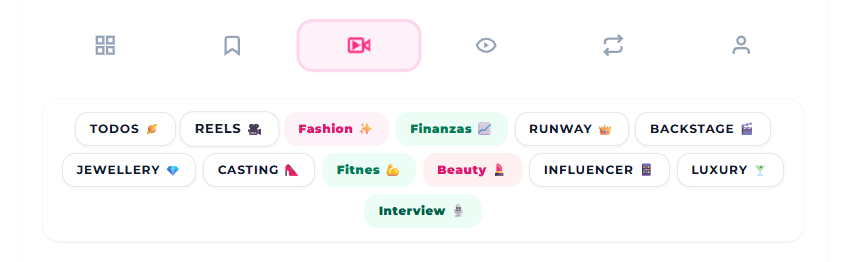 TODOS 🪐 REELS 🎥 Fashion ✨ Finanzas 📈 RUNWAY 👑 BACKSTAGE 🎬
JEWELLERY 💎 CASTING 👠 Fitnes 💪 Beauty 💄 INFLUENCER 📱 LUXURY 🍸
Interview 🎙️